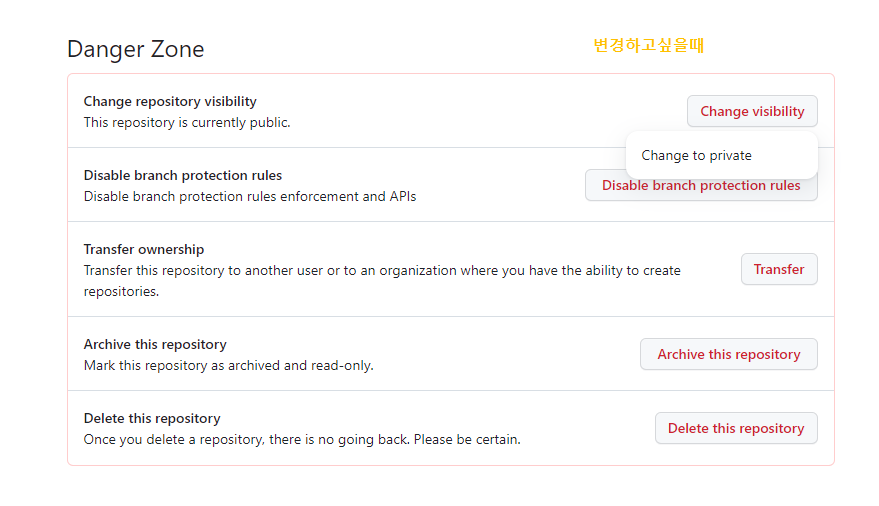 Danger Zone
변경하고싶을때
Change repository visibility
This repository is currently public.
Change visibility
Change to private
Disable branch protection rules
Disable branch protection rules enforcement and APIs
Disable branch protection rules
Transfer ownership
Transfer this repository to another user or to an organization where you have the ability to create
repositories.
Transfer
Archive this repository
Mark this repository as archived and read-only.
Archive this repository
Delete this repository
Once you delete a repository, there is no going back. Please be certain.
Delete this repository